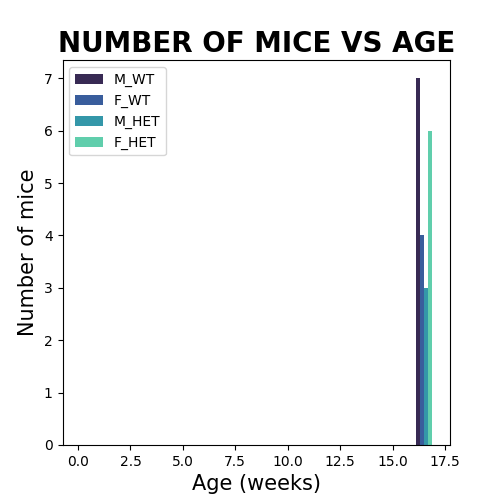 NUMBER OF MICE VS AGE
M_WT
F_WT
M_HET
F_HET
Number of mice
7
6
5
4
3
2
1
0
0.0 2.5 5.0 7.5 10.0 12.5 15.0 17.5
Age (weeks)